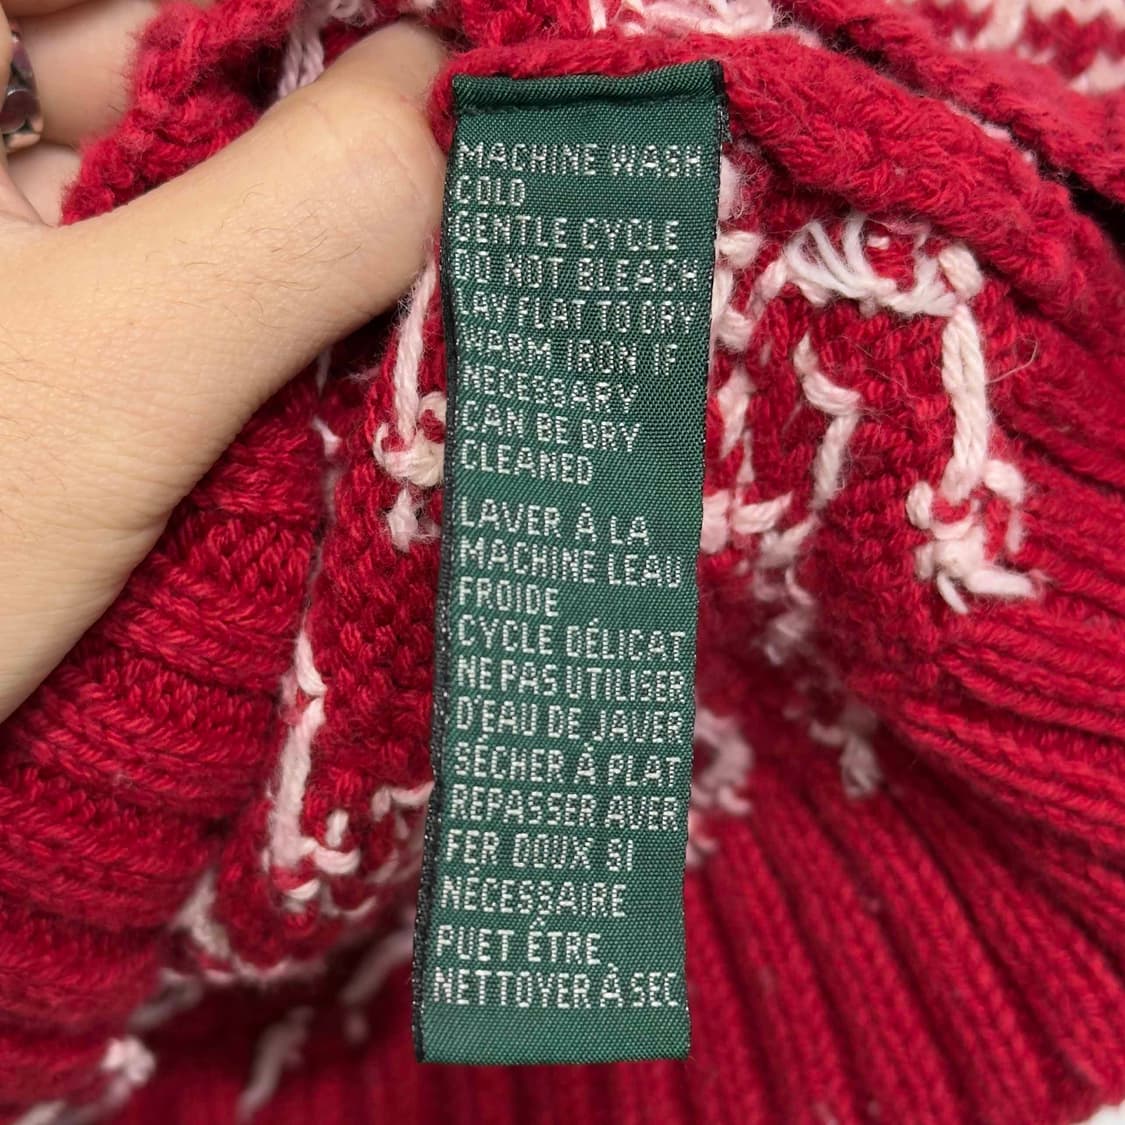 MACHINE WASH
COLD
GENTLE CYCLE
DO NOT BLEACH
LAY FLAT TO DRY
WARM IRON IF
NECESSARY
CAN BE DRY
CLEANED
LAVER À LA
MACHINE LEAU
FROIDE
CYCLE DÉLICAT
NE PAS UTILISER
D'EAU DE JAVER
SÉCHER À PLAT
REPASSER AVER
FER DOUX SI
NÉCESSAIRE
PUET ÊTRE
NETTOYER À SEC